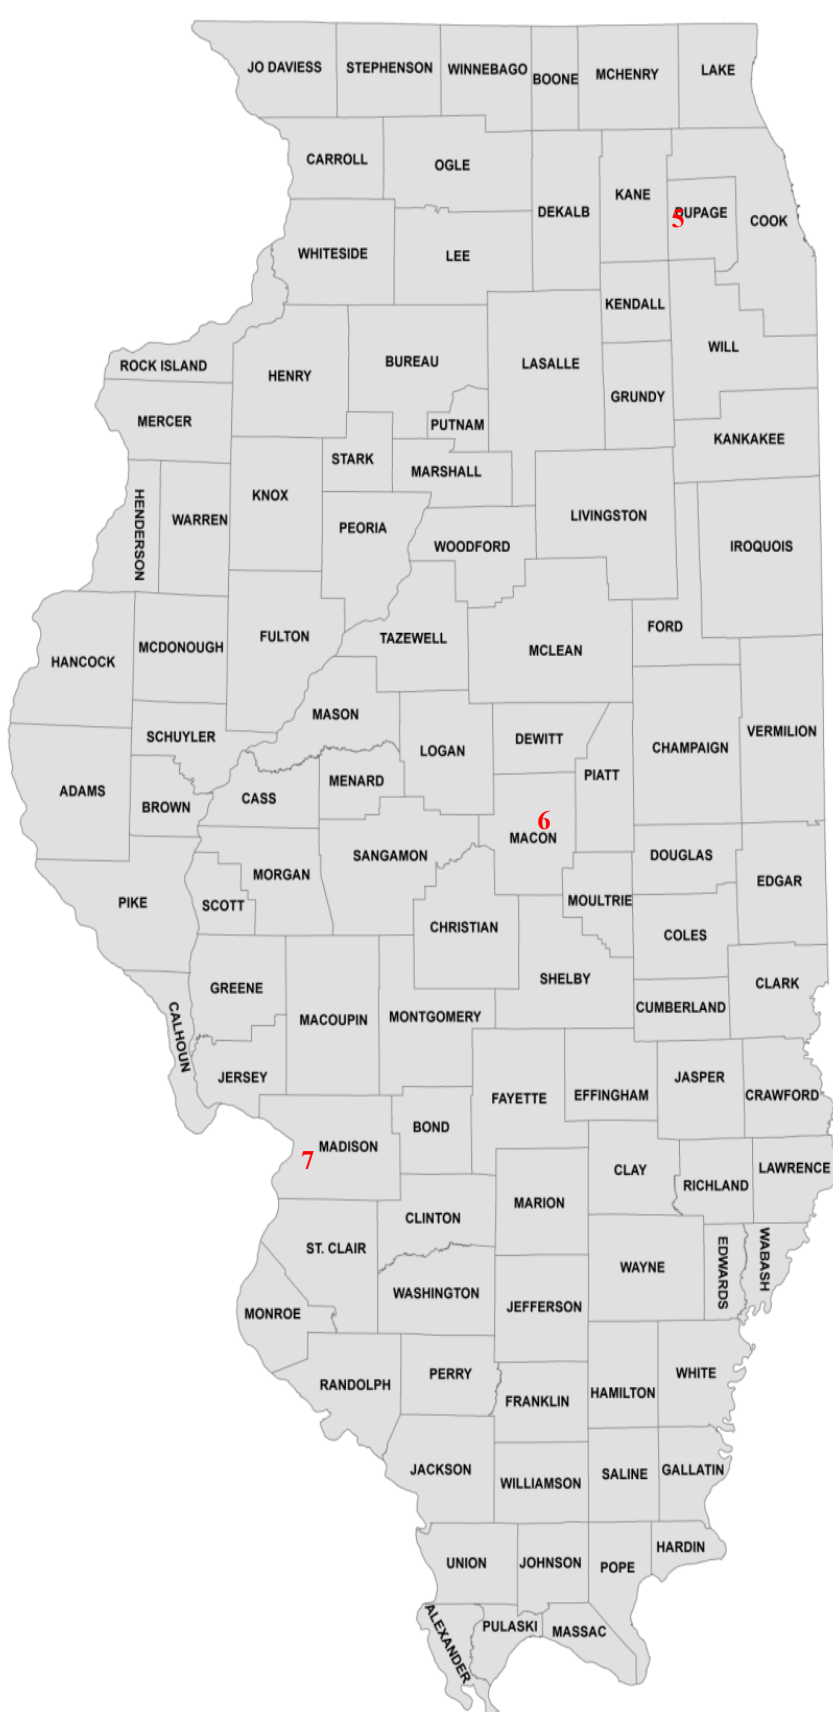 JO DAVIESS
STEPHENSON
WINNEBAGO
BOONE
MCHENRY
LAKE
CARROLL
OGLE
DEKALB
KANE
5
DUPAGE
COOK
WHITESIDE
LEE
KENDALL
ROCK ISLAND
HENRY
BUREAU
LASALLE
WILL
GRUNDY
MERCER
PUTNAM
KANKAKEE
STARK
MARSHALL
HENDERSON
WARREN
KNOX
PEORIA
WOODFORD
LIVINGSTON
IROQUOIS
HANCOCK
MCDONOUGH
FULTON
TAZEWELL
MCLEAN
FORD
SCHUYLER
MASON
LOGAN
DEWITT
PIATT
CHAMPAIGN
VERMILION
ADAMS
BROWN
CASS
MENARD
6
MACON
DOUGLAS
EDGAR
PIKE
SCOTT
MORGAN
SANGAMON
CHRISTIAN
MOULTRIE
COLES
SHELBY
CLARK
CALHOUN
GREENE
MACOUPIN
MONTGOMERY
CUMBERLAND
JERSEY
FAYETTE
EFFINGHAM
JASPER
CRAWFORD
7
MADISON
BOND
CLAY
RICHLAND
LAWRENCE
MARION
CLINTON
ST. CLAIR
WAYNE
EDWARDS
WABASH
MONROE
WASHINGTON
JEFFERSON
RANDOLPH
PERRY
FRANKLIN
HAMILTON
WHITE
JACKSON
WILLIAMSON
SALINE
GALLATIN
UNION
JOHNSON
POPE
HARDIN
ALEXANDER
PULASKI
MASSAC